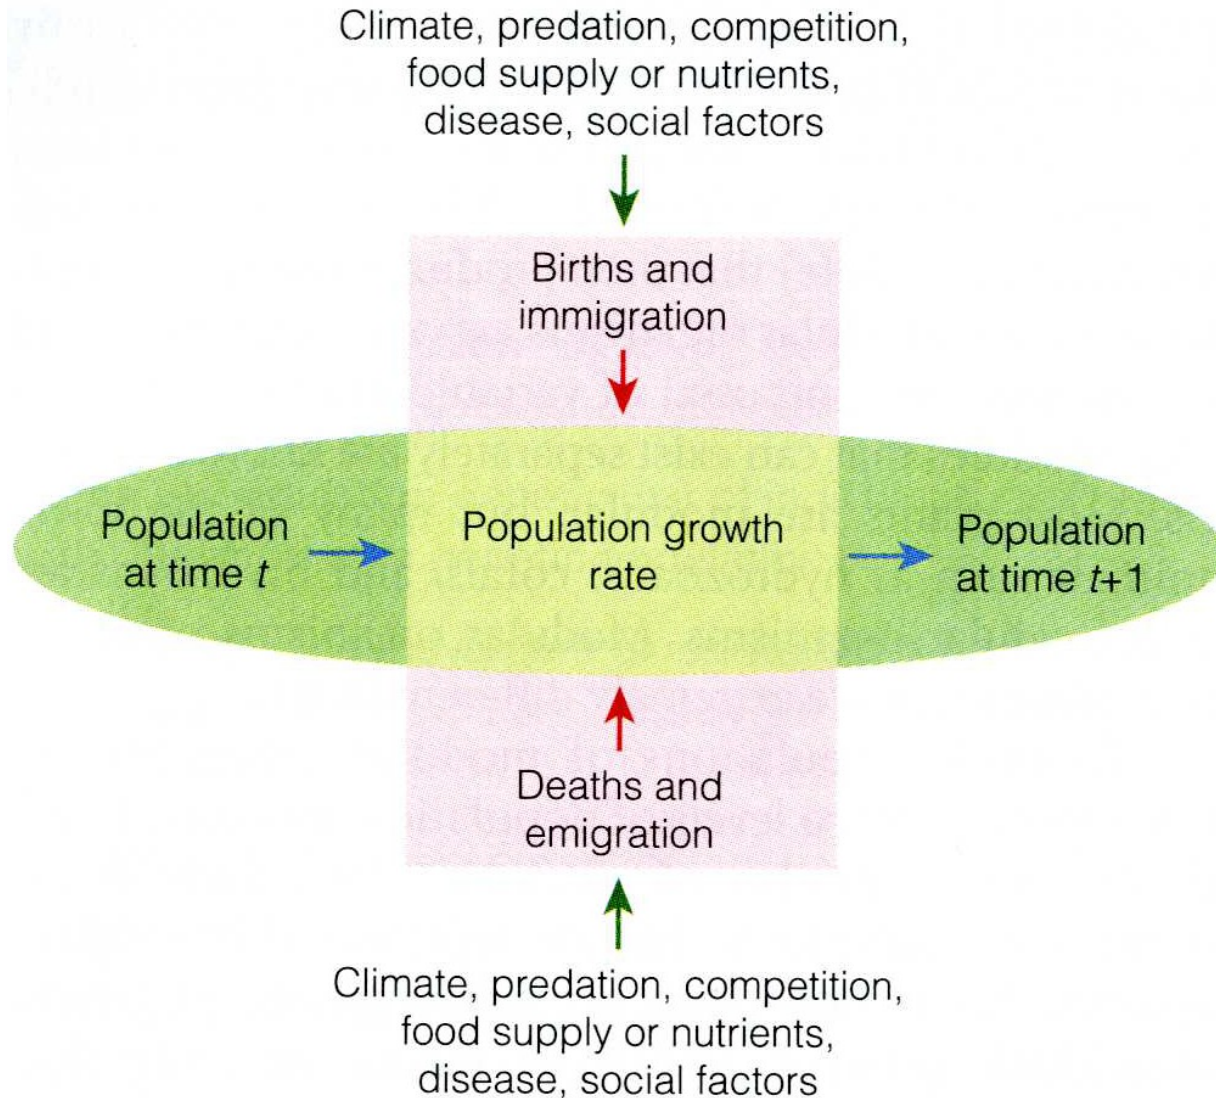 Climate, predation, competition,
food supply or nutrients,
disease, social factors
Births and
immigration
Population
at time t
Population growth
rate
Population
at time t+1
Deaths and
emigration
Climate, predation, competition,
food supply or nutrients,
disease, social factors